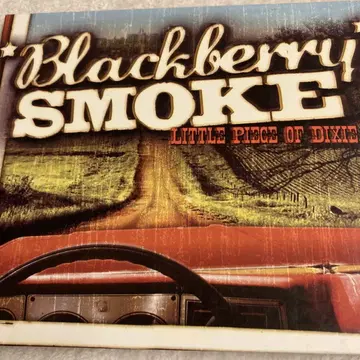 Blackberry
SMOKE
LITTLE PIECE OF DIXIE